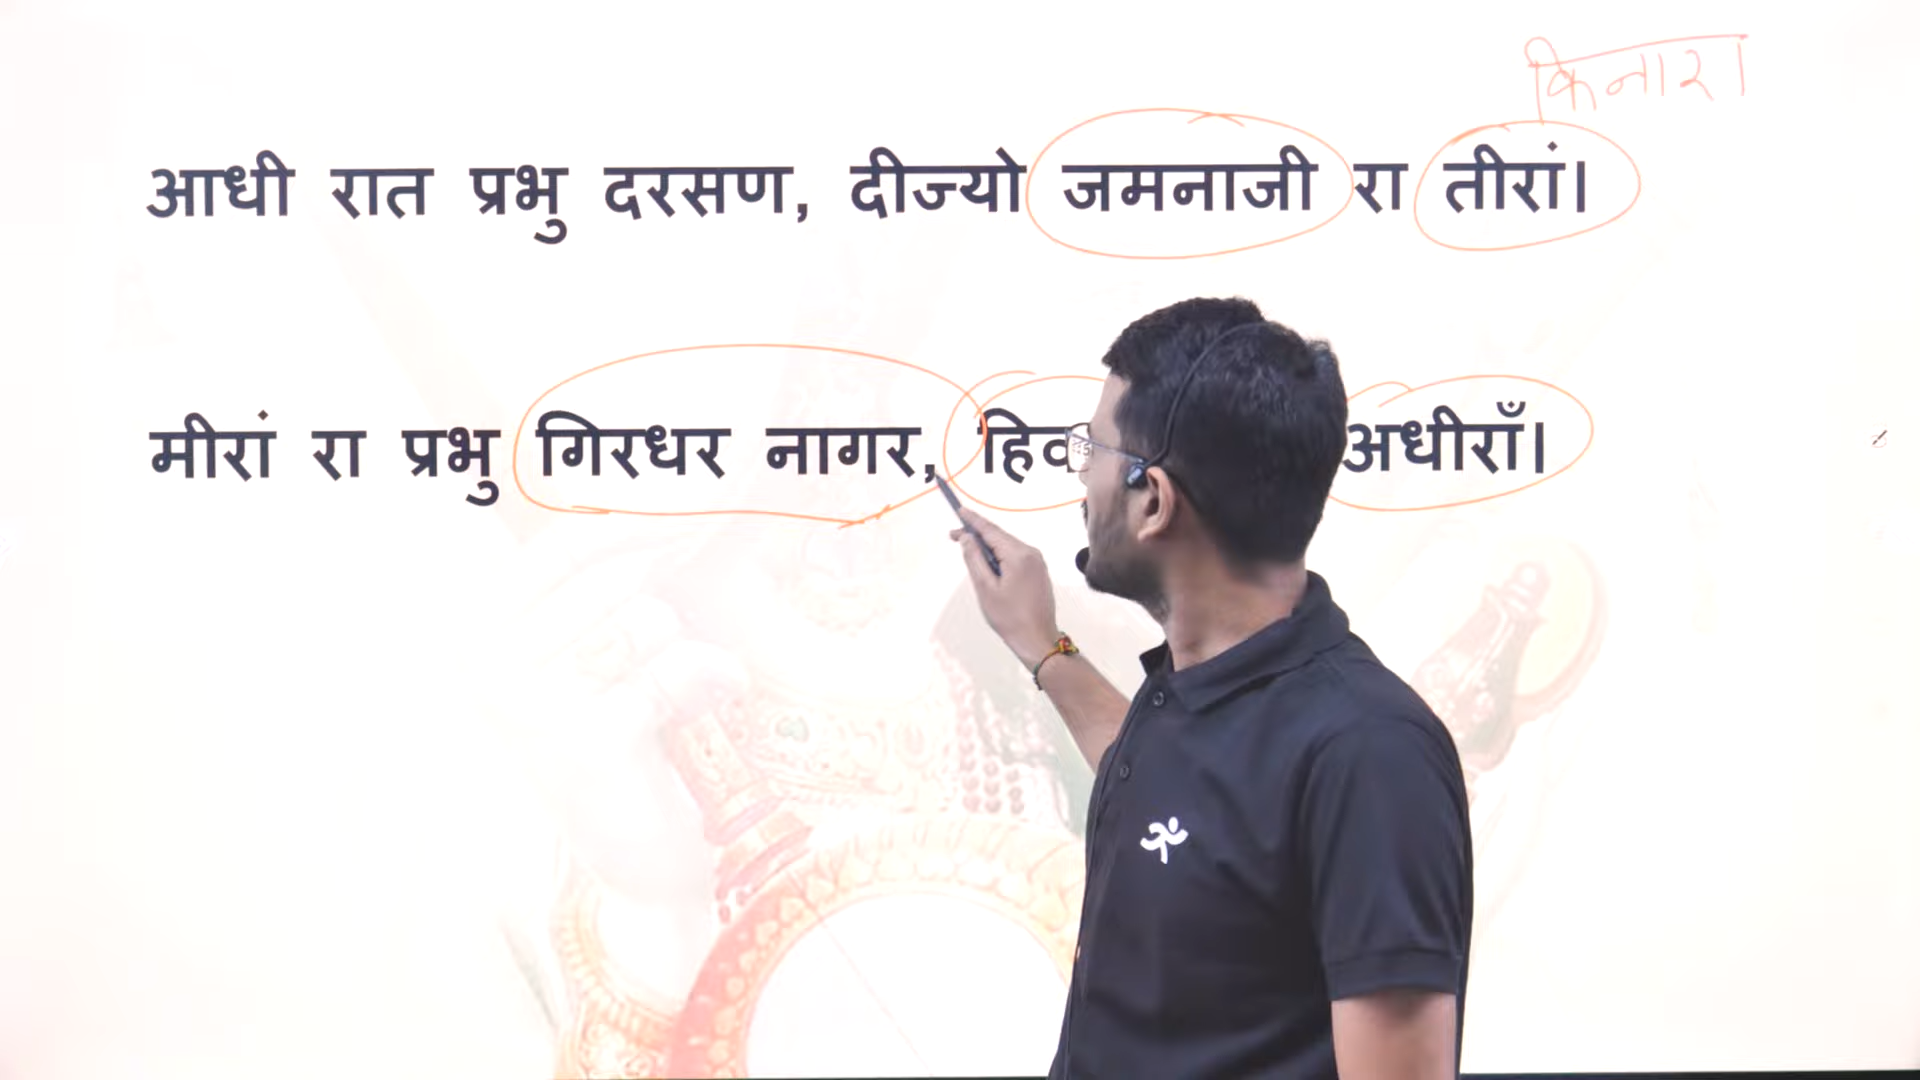 किनारा
आधी रात प्रभु दरसण, दीज्यो जमनाजी रा तीरां।
मीरां रा प्रभु गिरधर नागर, अधीराँ।